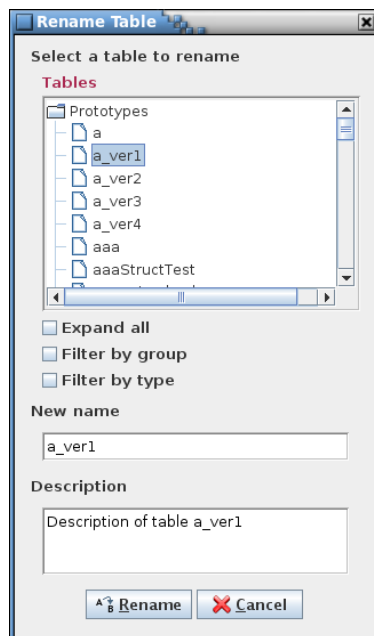 Rename Table
Select a table to rename
Tables
Prototypes
a
a_ver1
a_ver2
a_ver3
a_ver4
aaa
aaaStructTest
Expand all
Filter by group
Filter by type
New name
a_ver1
Description
Description of table a_ver1
Rename
Cancel